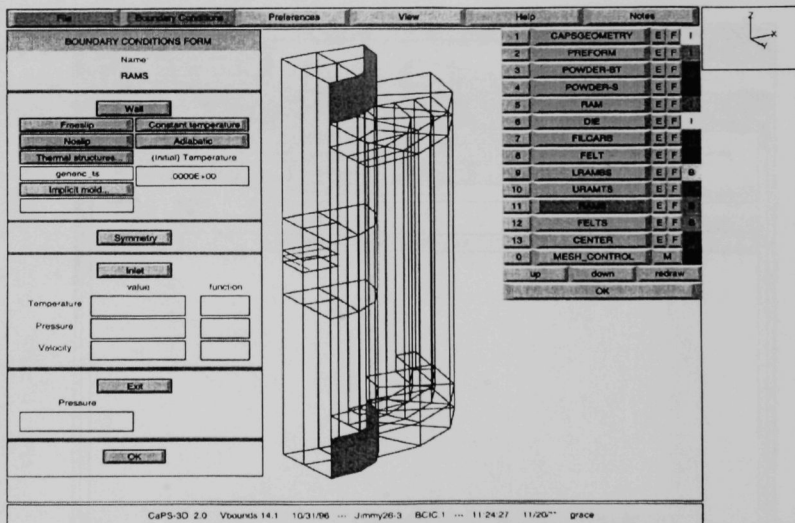 File Boundary Conditions Preferences View Help Notes
BOUNDARY CONDITIONS FORM
Name
RAMS
Wall
Freeslip Constant temperature
Noslip Adiabatic
Thermal structures... (Initial) Temperature
generic_ts 0000E+00
Implicit mold...
Symmetry
Inlet
value function
Temperature
Pressure
Velocity
Exit
Pressure
OK
1 CAPSGEOMETRY E F I
2 PREFORM E F
3 POWDER-BT E F
4 POWDER-S E F
5 RAM E F
6 DIE E F I
7 FILCARB E F
8 FELT E F
9 LRAMBS E F B
10 URAMTS E F
11 RAMS E F B
12 FELTS E F B
13 CENTER E F
0 MESH_CONTROL M
up down redraw
OK
Z
X
Y
CaPS-3D 2.0 Vbounds 14.1 10/31/96 --- Jimmy26-3 BCIC.1 --- 11:24:27 grace